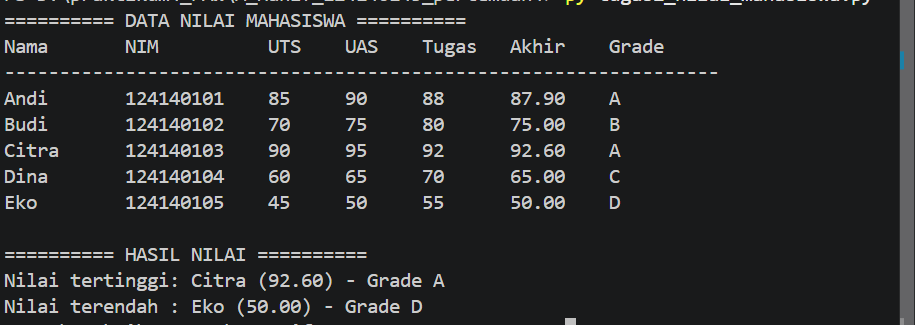 ========== DATA NILAI MAHASISWA ==========
Nama       NIM          UTS    UAS    Tugas   Akhir    Grade
-----------------------------------------------------------------
Andi       124140101    85     90     88      87.90    A
Budi       124140102    70     75     80      75.00    B
Citra      124140103    90     95     92      92.60    A
Dina       124140104    60     65     70      65.00    C
Eko        124140105    45     50     55      50.00    D
========== HASIL NILAI ==========
Nilai tertinggi: Citra (92.60) - Grade A
Nilai terendah : Eko (50.00) - Grade D